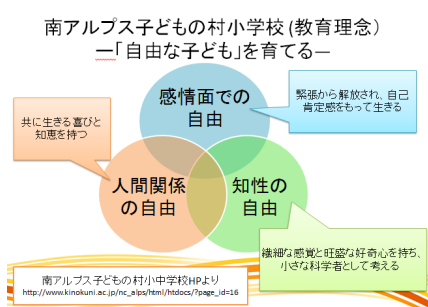 南アルプス子どもの村小学校(教育理念)
―「自由な子ども」を育てる―
感情面での
自由
緊張から解放され、自己
肯定感をもって生きる
共に生きる喜びと
知恵を持つ
人間関係
の自由
知性の
自由
繊細な感覚と旺盛な好奇心を持ち、
小さな科学者として考える
南アルプス子どもの村小中学校HPより
http://www.kinokuni.ac.jp/nc_alps/html/htdocs/?page_id=16